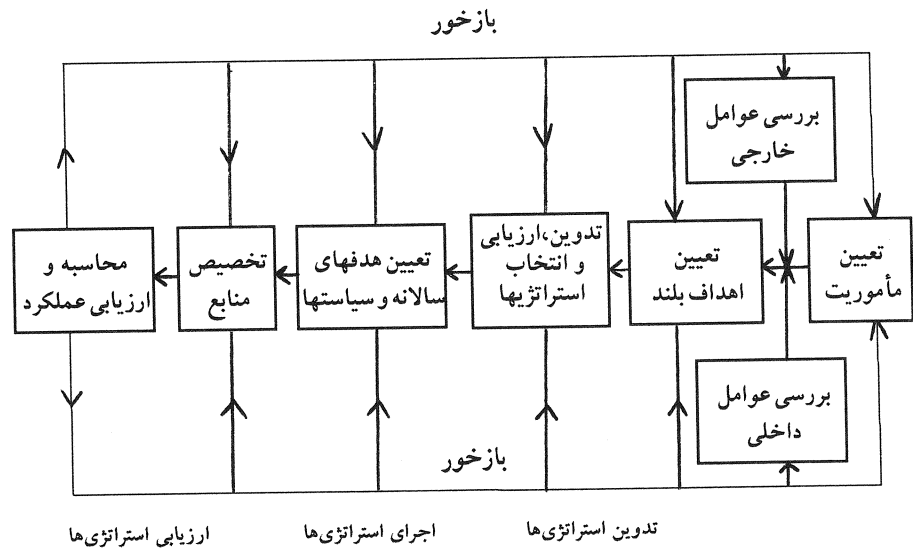 بازخور
بررسی عوامل
خارجی
تعیین
مأموریت
تعیین
اهداف بلند
تدوین،ارزیابی
و
انتخاب
استراتژیها
تعیین هدفهای
سالانه و سیاستها
تخصیص
منابع
محاسبه و
ارزیابی عملکرد
بررسی عوامل
داخلی
بازخور
تدوین استراتژی‌ها
اجرای استراتژی‌ها
ارزیابی استراتژی‌ها